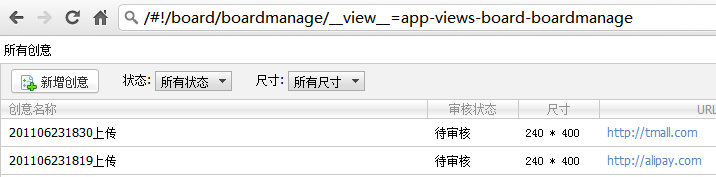 /#!/board/boardmanage/__view__=app-views-board-boardmanage
所有创意
新增创意 状态: 所有状态 尺寸: 所有尺寸
创意名称 审核状态 尺寸 URL
201106231830上传 待审核 240 * 400 http://tmall.com
201106231819上传 待审核 240 * 400 http://alipay.com